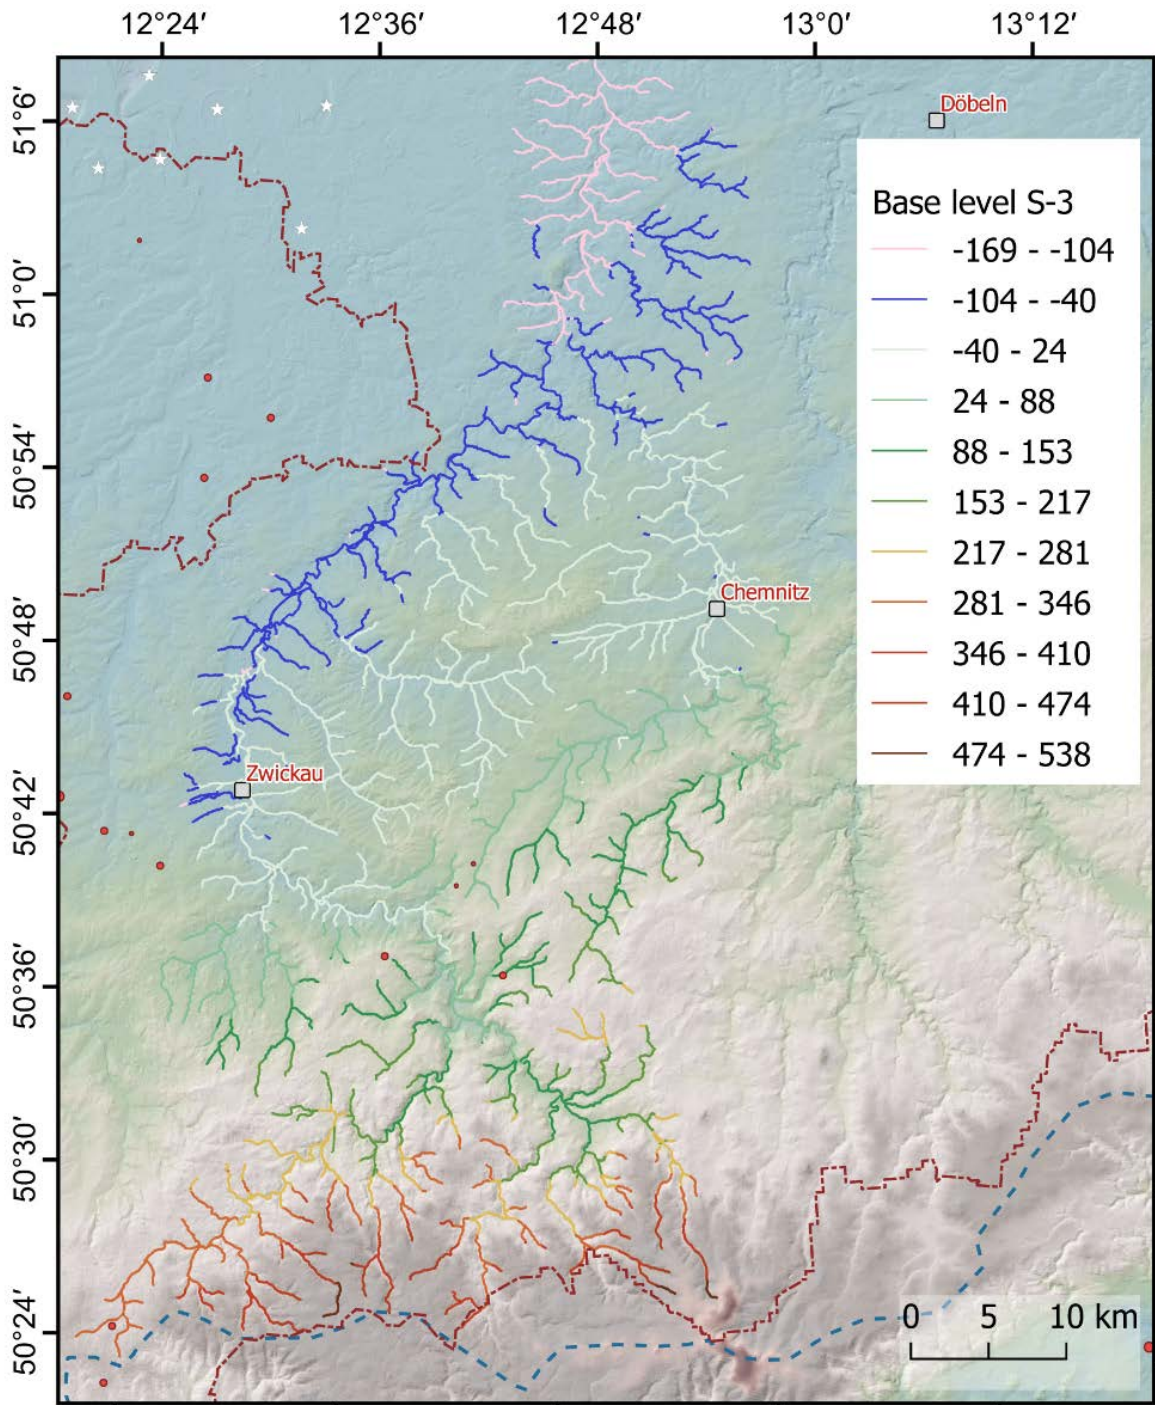 12°24′ 12°36′ 12°48′ 13°0′ 13°12′
51°6′
Döbeln
Base level S-3
-169 - -104
51°0′
-104 - -40
-40 - 24
24 - 88
50°54′
88 - 153
153 - 217
217 - 281
Chemnitz
281 - 346
50°48′
346 - 410
410 - 474
474 - 538
Zwickau
50°42′
50°36′
50°30′
50°24′
0 5 10 km